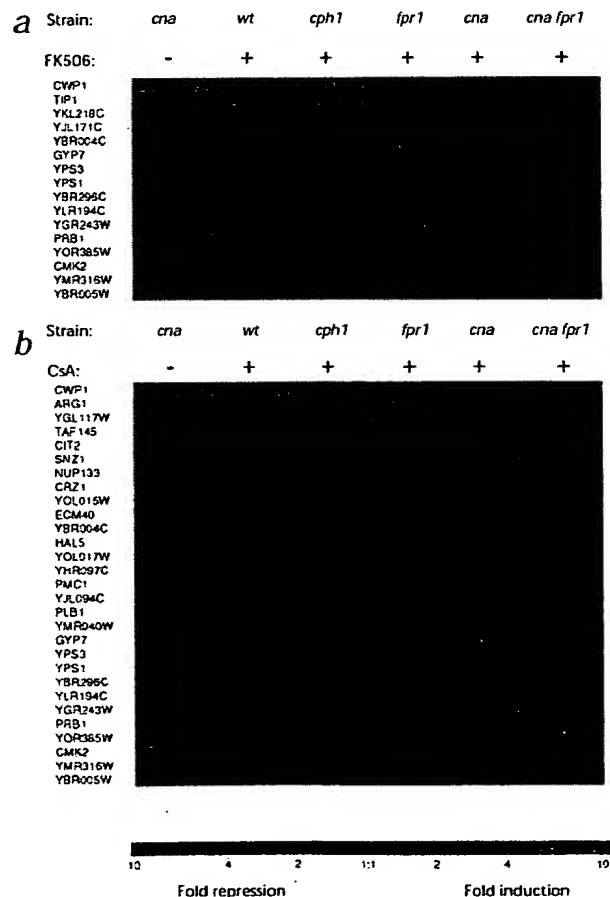 a Strain: cna wt cph1 fpr1 cna cna fpr1
FK506: - + + + + +
CWP1
TIP1
YKL218C
YJL171C
YBR004C
GYP7
YPS3
YPS1
YBR296C
YLR194C
YGR243W
PRB1
YOR385W
CMK2
YMR316W
YBR005W
b Strain: cna wt cph1 fpr1 cna cna fpr1
CsA: - + + + + +
CWP1
ARG1
YGL117W
TAF145
CIT2
SNZ1
NUP133
CRZ1
YOL015W
ECM40
YBR004C
HAL5
YOL017W
YHR097C
PMC1
YJL094C
PLB1
YMR040W
GYP7
YPS3
YPS1
YBR296C
YLR194C
YGR243W
PRB1
YOR385W
CMK2
YMR316W
YBR005W
10 4 2 1:1 2 4 10
Fold repression Fold induction